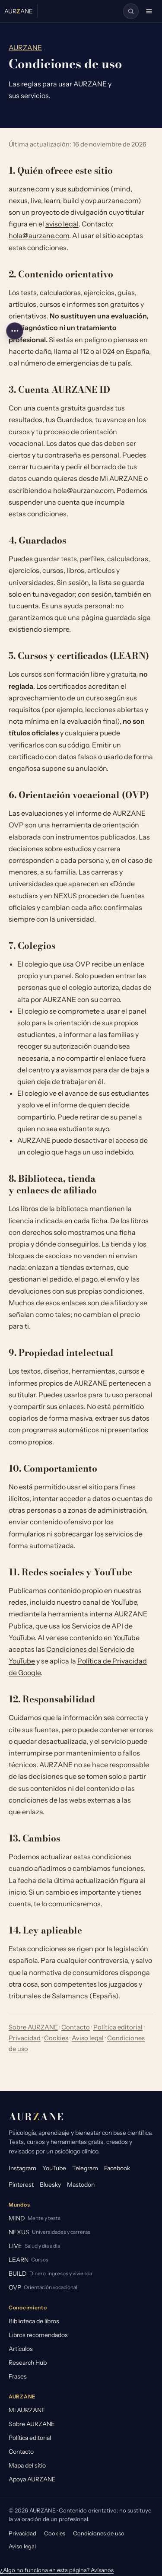 AURZANE
AURZANE
Condiciones de uso
Las reglas para usar AURZANE y
sus servicios.
Última actualización: 16 de noviembre de 2026
1. Quién ofrece este sitio
aurzane.com y sus subdominios (mind,
nexus, live, learn, build y ovp.aurzane.com)
son un proyecto de divulgación cuyo titular
figura en el aviso legal. Contacto:
hola@aurzane.com. Al usar el sitio aceptas
estas condiciones.
2. Contenido orientativo
Los tests, calculadoras, ejercicios, guías,
artículos, cursos e informes son gratuitos y
orientativos. No sustituyen una evaluación,
diagnóstico ni un tratamiento
profesional. Si estás en peligro o piensas en
hacerte daño, llama al 112 o al 024 en España,
o al número de emergencias de tu país.
3. Cuenta AURZANE ID
Con una cuenta gratuita guardas tus
resultados, tus Guardados, tu avance en los
cursos y tu proceso de orientación
vocacional. Los datos que das deben ser
ciertos y tu contraseña es personal. Puedes
cerrar tu cuenta y pedir el borrado de tus
datos cuando quieras desde Mi AURZANE o
escribiendo a hola@aurzane.com. Podemos
suspender una cuenta que incumpla
estas condiciones.
4. Guardados
Puedes guardar tests, perfiles, calculadoras,
ejercicios, cursos, fichas, libros, artículos y
universidades. Sin sesión, la lista se guarda
solo en tu navegador; con sesión, también en
tu cuenta. Es una ayuda personal: no
garantizamos que una página guardada siga
existiendo siempre.
5. Cursos y certificados (LEARN)
Los cursos son formación libre y gratuita, no
reglada. Los certificados acreditan el
cumplimiento de un curso según sus
requisitos (por ejemplo, lecciones abiertas y
nota mínima en la evaluación final), no son
títulos oficiales y cualquiera puede
verificarlos con su código. Emitir un
certificado con datos falsos o usarlo de forma
engañosa supone su anulación.
6. Orientación vocacional (OVP)
Las evaluaciones y el informe de AURZANE
OVP son una herramienta de orientación
elaborada con instrumentos publicados. Las
decisiones sobre estudios y carrera
corresponden a cada persona y, en el caso de
menores, a su familia. Las carreras y
universidades que aparecen en «Dónde
estudiar» y en NEXUS proceden de fuentes
oficiales y cambian cada año: confírmalas
siempre con la universidad.
7. Colegios
• El colegio que usa OVP recibe un enlace
propio y un panel. Solo pueden entrar las
personas que el colegio autoriza, dadas de
alta por AURZANE con su correo.
• El colegio se compromete a usar el panel
solo para la orientación de sus propios
estudiantes, a informar a las familias y
recoger su autorización cuando sea
necesaria, a no compartir el enlace fuera
del centro y a avisarnos para dar de baja a
quien deje de trabajar en él.
• El colegio ve el avance de sus estudiantes
y solo ve el informe de quien decide
compartirlo. Puede retirar de su panel a
quien no sea estudiante suyo.
• AURZANE puede desactivar el acceso de
un colegio que haga un uso indebido.
8. Biblioteca, tienda
y enlaces de afiliado
Los libros de la biblioteca mantienen la
licencia indicada en cada ficha. De los libros
con derechos solo mostramos una ficha
propia y dónde conseguirlos. La tienda y los
bloques de «socio» no venden ni envían
nada: enlazan a tiendas externas, que
gestionan el pedido, el pago, el envío y las
devoluciones con sus propias condiciones.
Muchos de esos enlaces son de afiliado y se
señalan como tales; no cambian el precio
para ti.
9. Propiedad intelectual
Los textos, diseños, herramientas, cursos e
informes propios de AURZANE pertenecen a
su titular. Puedes usarlos para tu uso personal
y compartir sus enlaces. No está permitido
copiarlos de forma masiva, extraer sus datos
con programas automáticos ni presentarlos
como propios.
10. Comportamiento
No está permitido usar el sitio para fines
ilícitos, intentar acceder a datos o cuentas de
otras personas o a zonas de administración,
enviar contenido ofensivo por los
formularios ni sobrecargar los servicios de
forma automatizada.
11. Redes sociales y YouTube
Publicamos contenido propio en nuestras
redes, incluido nuestro canal de YouTube,
mediante la herramienta interna AURZANE
Publica, que usa los Servicios de API de
YouTube. Al ver ese contenido en YouTube
aceptas las Condiciones del Servicio de
YouTube y se aplica la Política de Privacidad
de Google.
12. Responsabilidad
Cuidamos que la información sea correcta y
cite sus fuentes, pero puede contener errores
o quedar desactualizada, y el servicio puede
interrumpirse por mantenimiento o fallos
técnicos. AURZANE no se hace responsable
de las decisiones tomadas solo a partir de sus
contenidos ni del contenido o las
condiciones de las webs externas a las
que enlaza.
13. Cambios
Podemos actualizar estas condiciones
cuando añadimos o cambiamos funciones.
La fecha de la última actualización figura al
inicio. Si un cambio es importante y tienes
cuenta, te lo comunicaremos.
14. Ley aplicable
Estas condiciones se rigen por la legislación
española. Para cualquier controversia, y
salvo que una norma obligatoria disponga
otra cosa, son competentes los juzgados y
tribunales de Salamanca (España).
Sobre AURZANE · Contacto · Política editorial ·
Privacidad · Cookies · Aviso legal · Condiciones
de uso
AURZANE
Psicología, aprendizaje y bienestar con base científica.
Tests, cursos y herramientas gratis, creados y
revisados por un psicólogo clínico.
Instagram YouTube Telegram Facebook
Pinterest Bluesky Mastodon
Mundos
MIND Mente y tests
NEXUS Universidades y carreras
LIVE Salud y día a día
LEARN Cursos
BUILD Dinero, ingresos y vivienda
OVP Orientación vocacional
Conocimiento
Biblioteca de libros
Libros recomendados
Artículos
Research Hub
Frases
AURZANE
Mi AURZANE
Sobre AURZANE
Política editorial
Contacto
Mapa del sitio
Apoya AURZANE
© 2026 AURZANE · Contenido orientativo: no sustituye
la valoración de un profesional.
Privacidad Cookies Condiciones de uso
Aviso legal
¿Algo no funciona en esta página? Avísanos